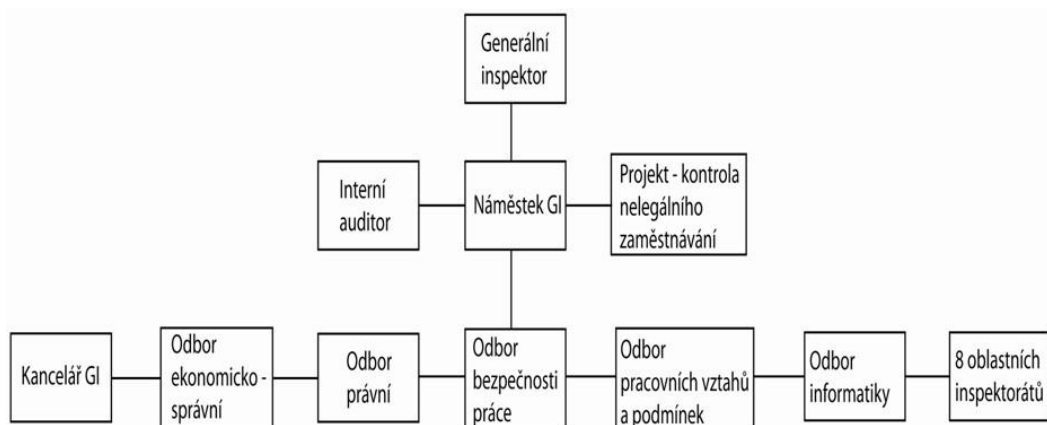 Generální
inspektor
Interní
auditor
Náměstek GI
Projekt - kontrola
nelegálního
zaměstnávání
Kancelář GI
Odbor
ekonomicko -
správní
Odbor
právní
Odbor
bezpečnosti
práce
Odbor
pracovních vztahů
a podmínek
Odbor
informatiky
8 oblastních
inspektorátů